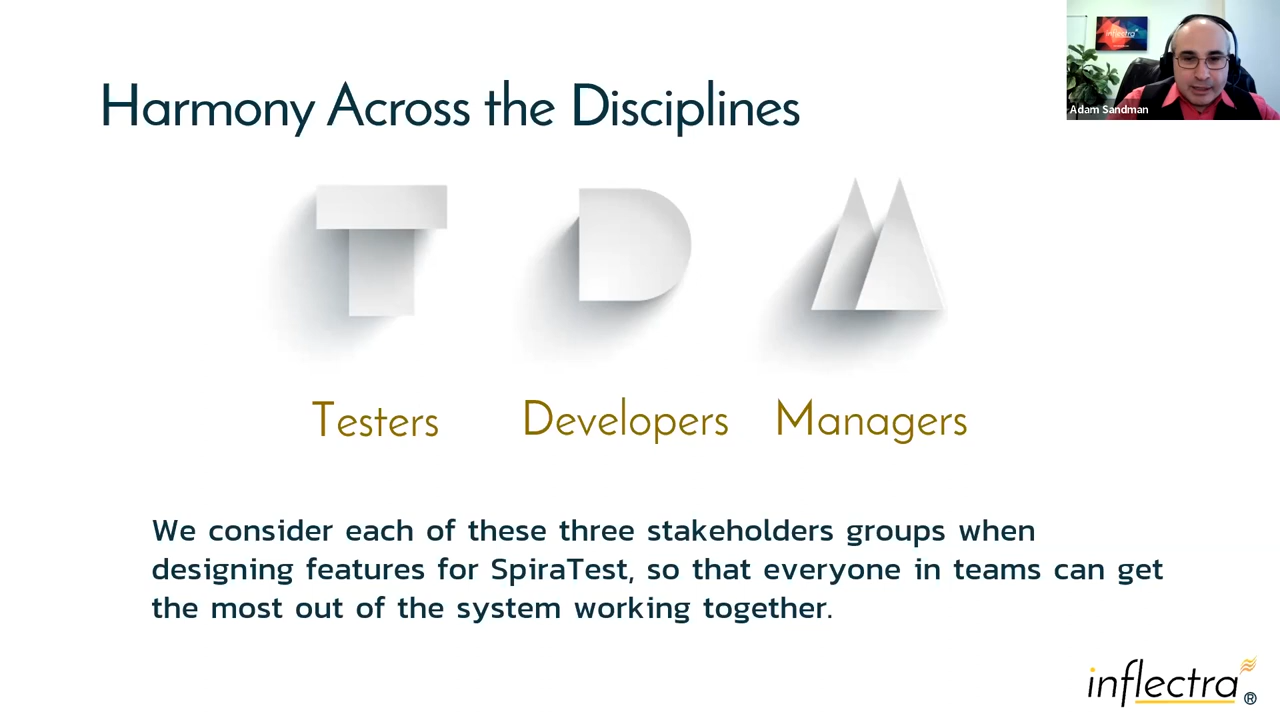 Harmony Across the Disciplines
inflectra
Adam Sandman
T D M
Testers Developers Managers
We consider each of these three stakeholders groups when
designing features for SpiraTest, so that everyone in teams can get
the most out of the system working together.
inflectra®